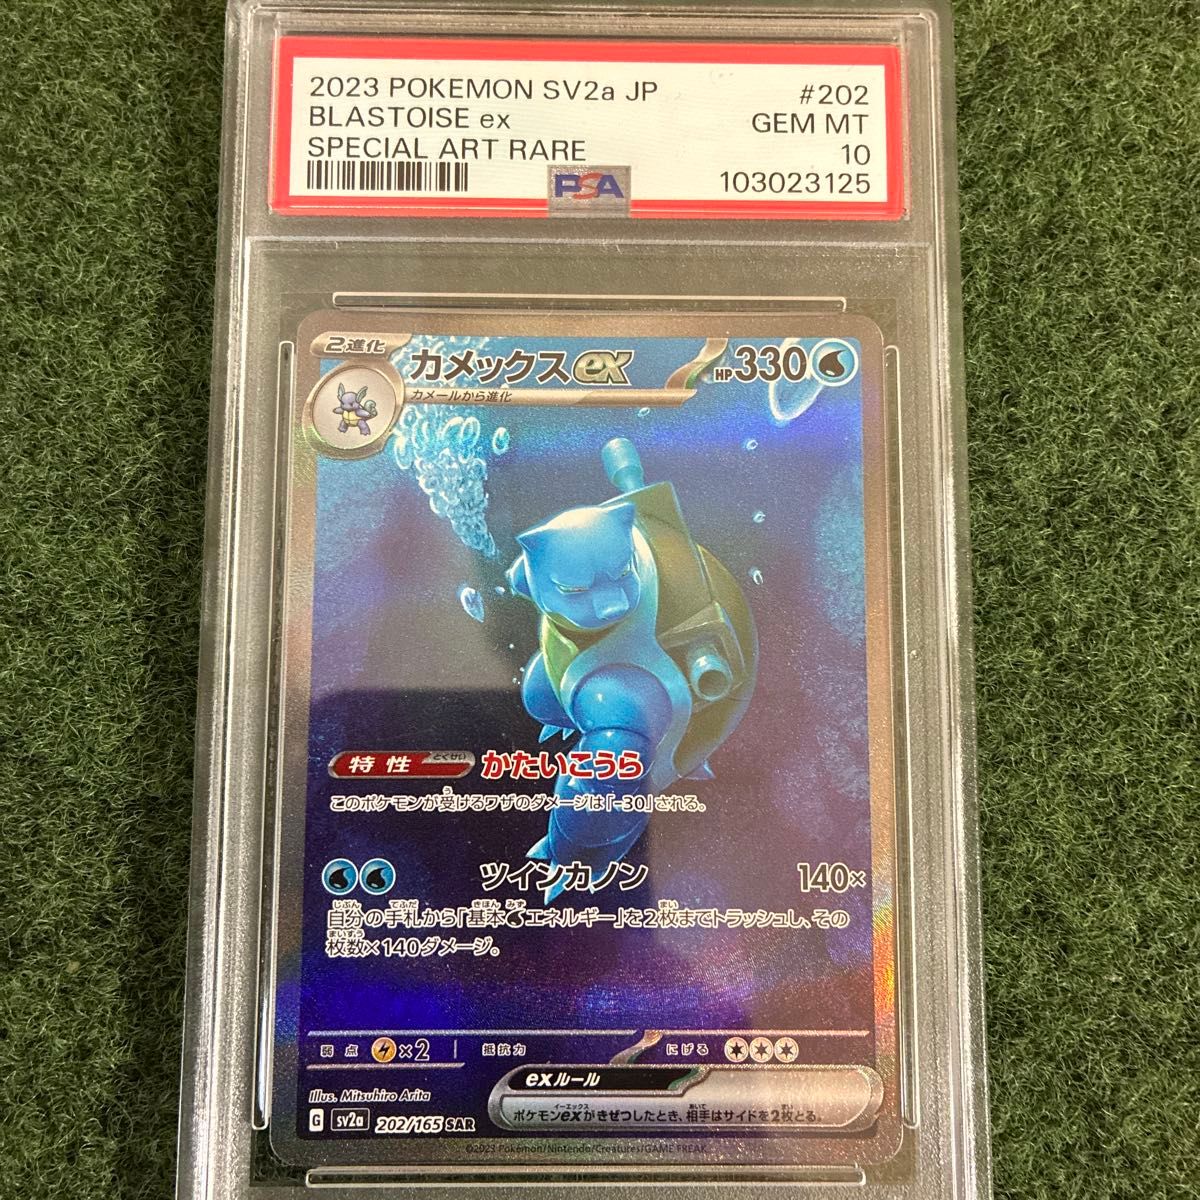 2023 POKEMON SV2a JP #202
BLASTOISE ex GEM MT
SPECIAL ART RARE 10
PSA 103023125
2進化 カメックスex HP330
カメールから進化
特性 とくせい かたいこうら
このポケモンが受けるワザのダメージは「-30」される。
ツインカノン 140×
自分の手札から「基本エネルギー」を2枚までトラッシュし、その
枚数×140ダメージ。
弱点 ×2 抵抗力 にげる
exルール
ポケモンexがきぜつしたとき、相手はサイドを2枚とる。
Illus. Mitsuhiro Arita
G sv2a 202/165 SAR
©2023 Pokémon/Nintendo/Creatures/GAME FREAK.